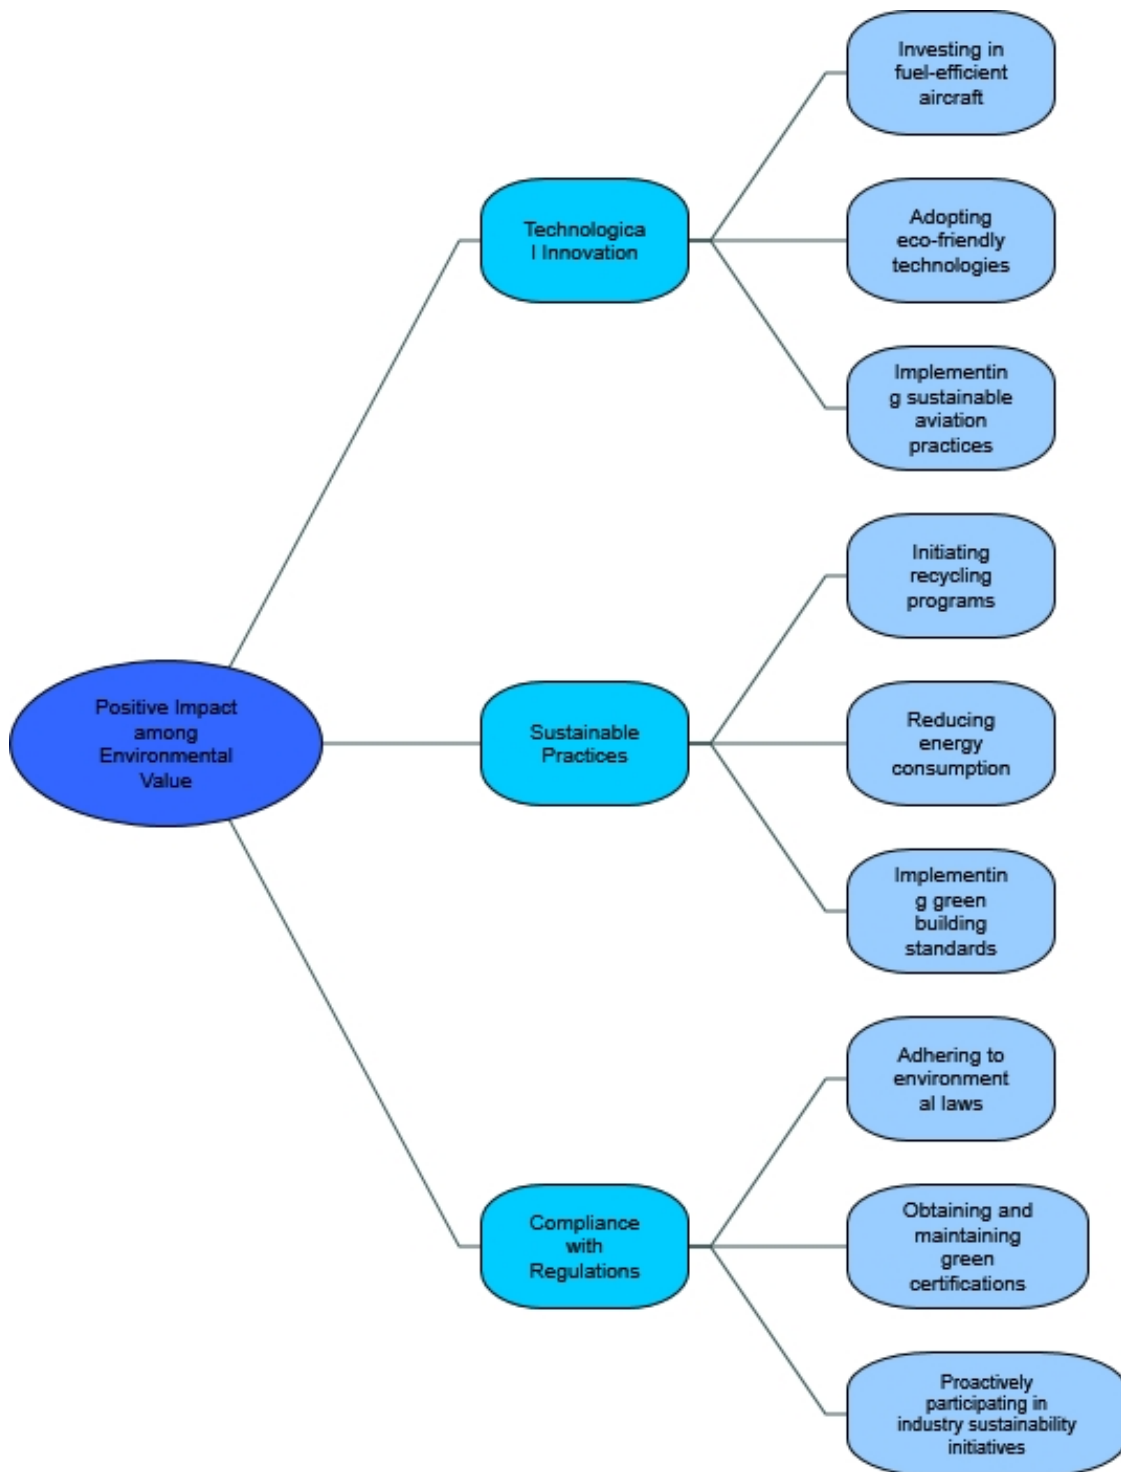 Investing in
fuel-efficient
aircraft
Technologica
l Innovation
Adopting
eco-friendly
technologies
Implementin
g sustainable
aviation
practices
Initiating
recycling
programs
Positive Impact
among
Environmental
Value
Sustainable
Practices
Reducing
energy
consumption
Implementin
g green
building
standards
Adhering to
environment
al laws
Compliance
with
Regulations
Obtaining and
maintaining
green
certifications
Proactively
participating in
industry sustainability
initiatives